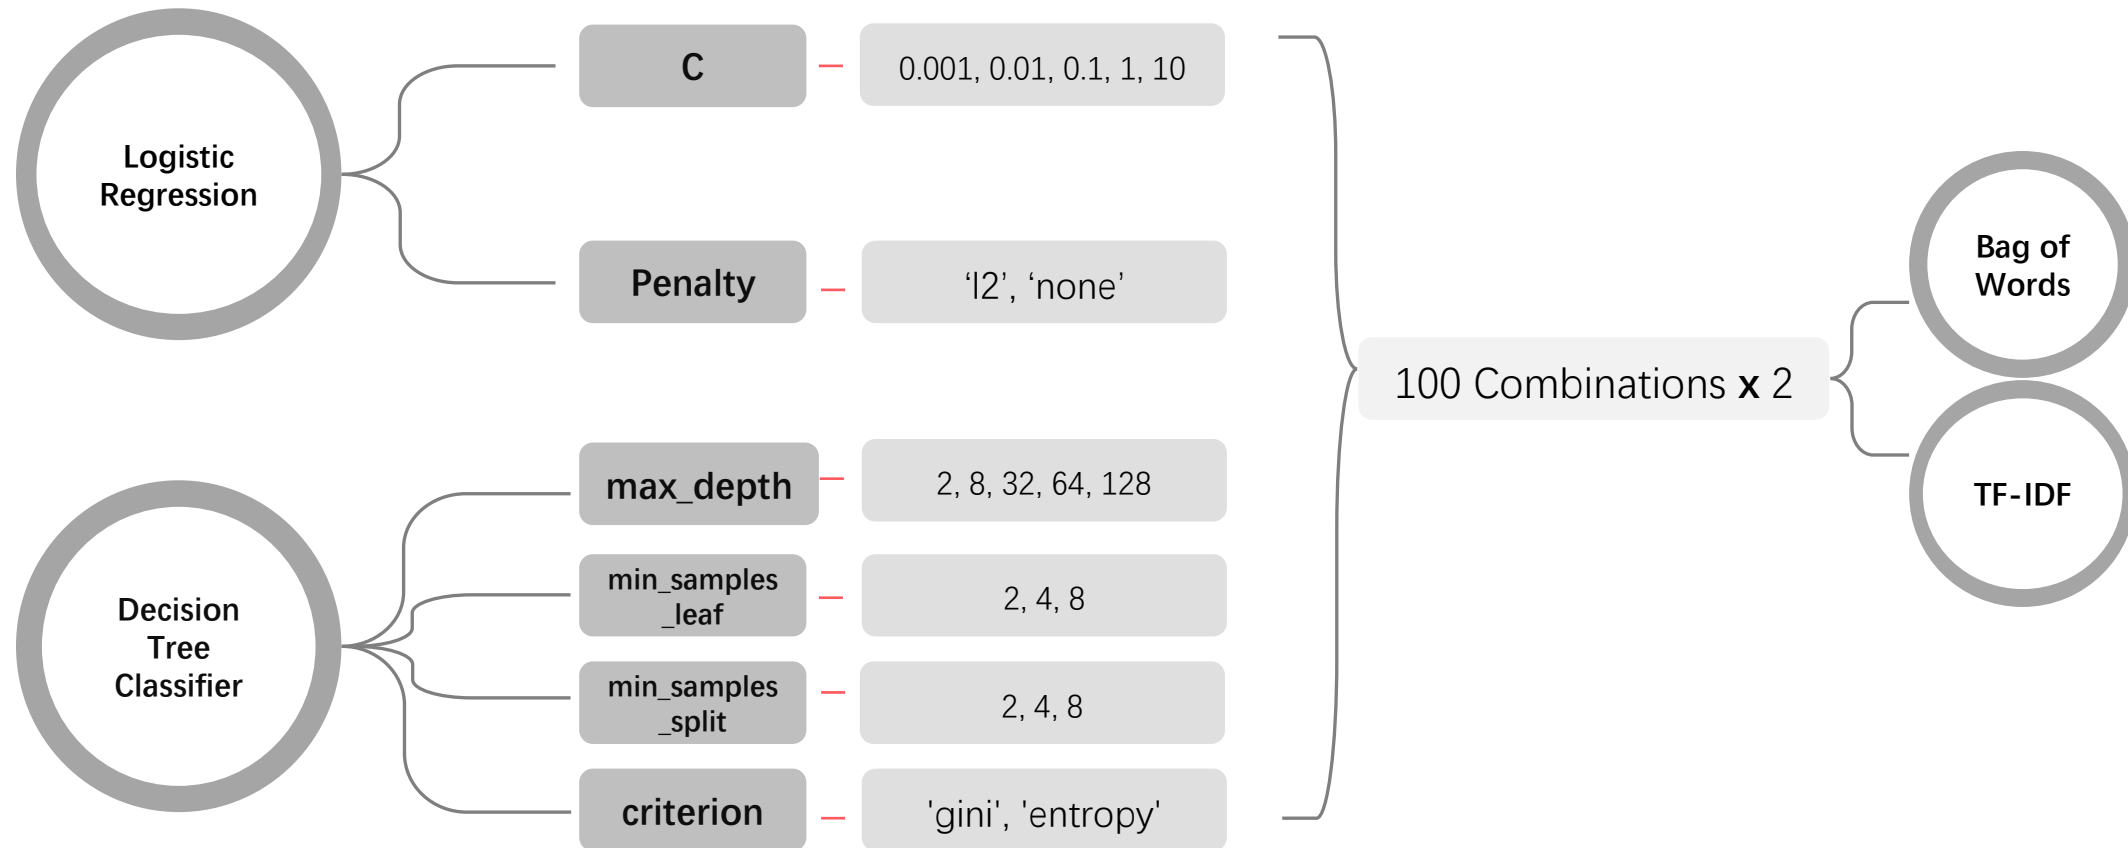 Logistic
Regression
C
0.001, 0.01, 0.1, 1, 10
Penalty
‘l2’, ‘none’
Decision
Tree
Classifier
max_depth
2, 8, 32, 64, 128
min_samples
_leaf
2, 4, 8
min_samples
_split
2, 4, 8
criterion
'gini', 'entropy'
100 Combinations x 2
Bag of
Words
TF-IDF